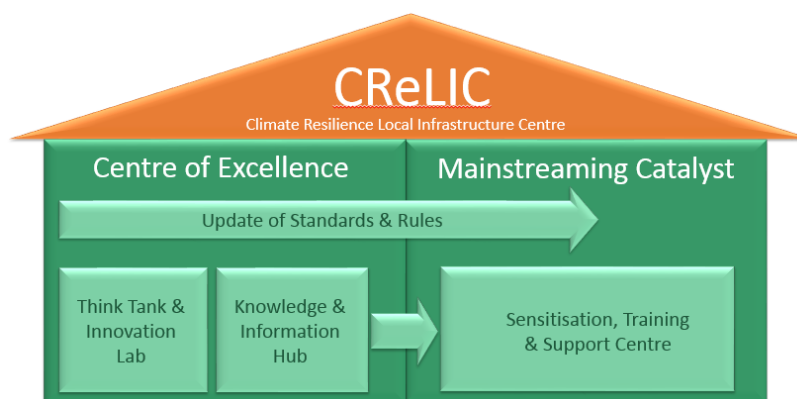 CReLIC
Climate Resilience Local Infrastructure Centre
Centre of Excellence
Mainstreaming Catalyst
Update of Standards & Rules
Think Tank &
Innovation
Lab
Knowledge &
Information
Hub
Sensitisation, Training
& Support Centre